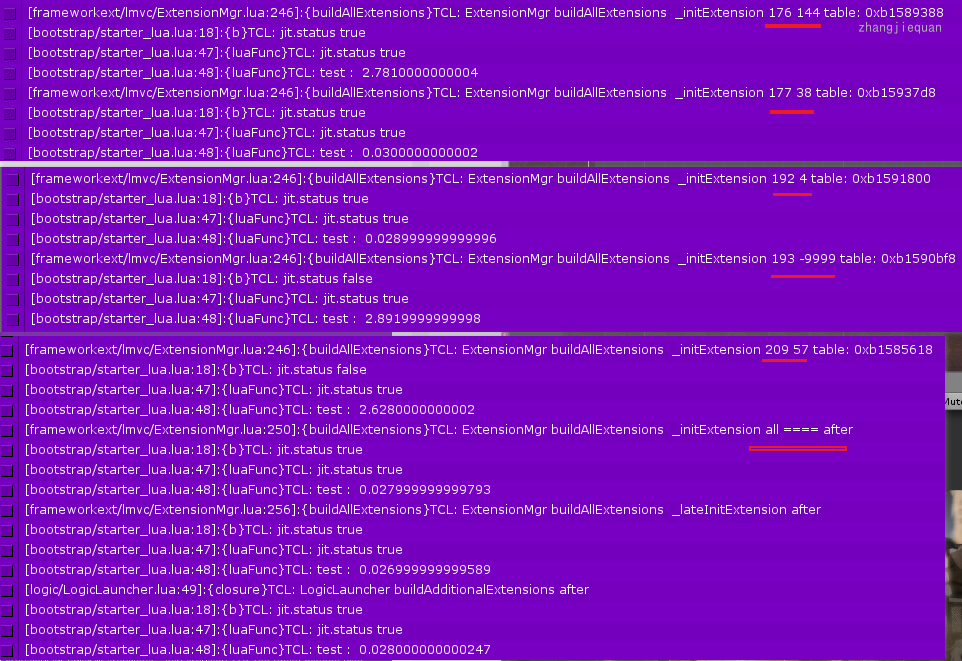 [frameworkext/lmvc/ExtensionMgr.lua:246]:{buildAllExtensions}TCL: ExtensionMgr buildAllExtensions _initExtension 176 144 table: 0xb1589388
zhangjiequan
[bootstrap/starter_lua.lua:18]:{b}TCL: jit.status true
[bootstrap/starter_lua.lua:47]:{luaFunc}TCL: jit.status true
[bootstrap/starter_lua.lua:48]:{luaFunc}TCL: test : 2.7810000000004
[frameworkext/lmvc/ExtensionMgr.lua:246]:{buildAllExtensions}TCL: ExtensionMgr buildAllExtensions _initExtension 177 38 table: 0xb15937d8
[bootstrap/starter_lua.lua:18]:{b}TCL: jit.status true
[bootstrap/starter_lua.lua:47]:{luaFunc}TCL: jit.status true
[bootstrap/starter_lua.lua:48]:{luaFunc}TCL: test : 0.0300000000002
[frameworkext/lmvc/ExtensionMgr.lua:246]:{buildAllExtensions}TCL: ExtensionMgr buildAllExtensions _initExtension 192 4 table: 0xb1591800
[bootstrap/starter_lua.lua:18]:{b}TCL: jit.status true
[bootstrap/starter_lua.lua:47]:{luaFunc}TCL: jit.status true
[bootstrap/starter_lua.lua:48]:{luaFunc}TCL: test : 0.028999999999996
[frameworkext/lmvc/ExtensionMgr.lua:246]:{buildAllExtensions}TCL: ExtensionMgr buildAllExtensions _initExtension 193 -9999 table: 0xb1590bf8
[bootstrap/starter_lua.lua:18]:{b}TCL: jit.status false
[bootstrap/starter_lua.lua:47]:{luaFunc}TCL: jit.status true
[bootstrap/starter_lua.lua:48]:{luaFunc}TCL: test : 2.8919999999998
[frameworkext/lmvc/ExtensionMgr.lua:246]:{buildAllExtensions}TCL: ExtensionMgr buildAllExtensions _initExtension 209 57 table: 0xb1585618
[bootstrap/starter_lua.lua:18]:{b}TCL: jit.status false
[bootstrap/starter_lua.lua:47]:{luaFunc}TCL: jit.status true
[bootstrap/starter_lua.lua:48]:{luaFunc}TCL: test : 2.6280000000002
[frameworkext/lmvc/ExtensionMgr.lua:250]:{buildAllExtensions}TCL: ExtensionMgr buildAllExtensions _initExtension all ==== after
[bootstrap/starter_lua.lua:18]:{b}TCL: jit.status true
[bootstrap/starter_lua.lua:47]:{luaFunc}TCL: jit.status true
[bootstrap/starter_lua.lua:48]:{luaFunc}TCL: test : 0.027999999999793
[frameworkext/lmvc/ExtensionMgr.lua:256]:{buildAllExtensions}TCL: ExtensionMgr buildAllExtensions _lateInitExtension after
[bootstrap/starter_lua.lua:18]:{b}TCL: jit.status true
[bootstrap/starter_lua.lua:47]:{luaFunc}TCL: jit.status true
[bootstrap/starter_lua.lua:48]:{luaFunc}TCL: test : 0.026999999999589
[logic/LogicLauncher.lua:49]:{closure}TCL: LogicLauncher buildAdditionalExtensions after
[bootstrap/starter_lua.lua:18]:{b}TCL: jit.status true
[bootstrap/starter_lua.lua:47]:{luaFunc}TCL: jit.status true
[bootstrap/starter_lua.lua:48]:{luaFunc}TCL: test : 0.028000000000247